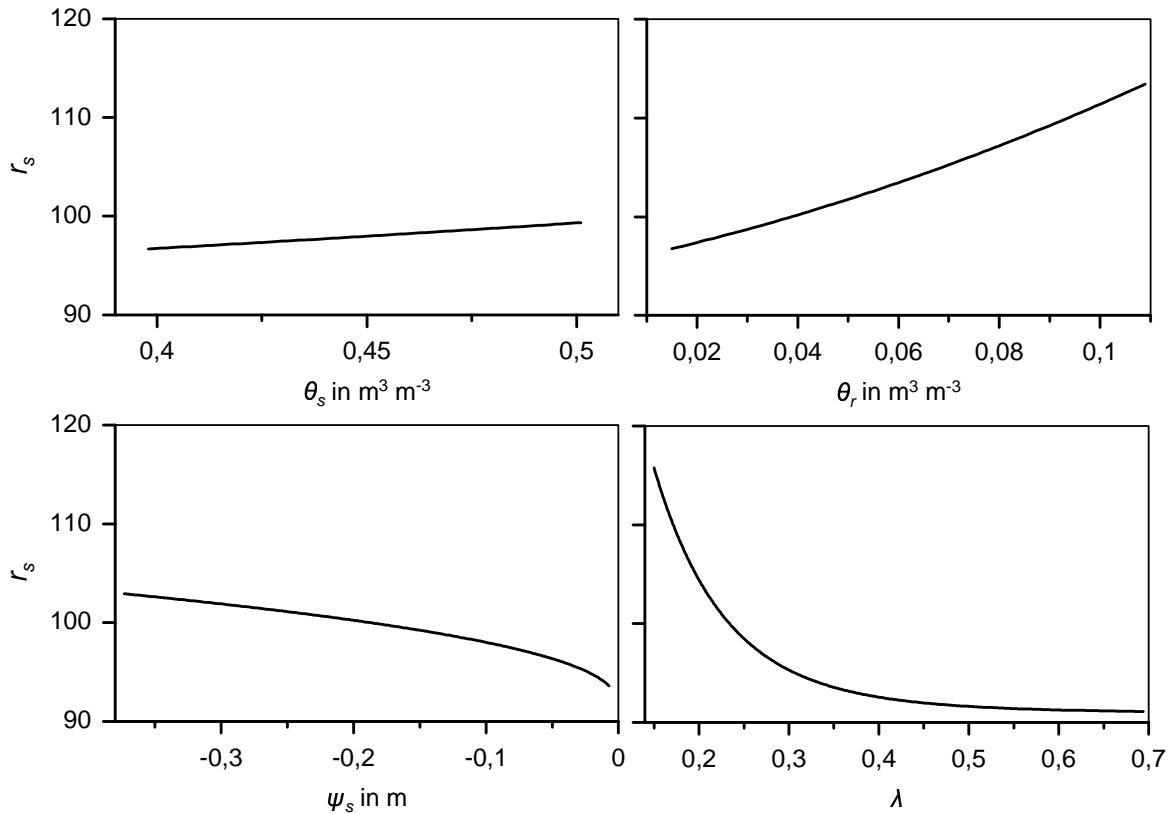 120
110
100
90
r_s
0,4 0,45 0,5
θ_s in m³ m⁻³
0,02 0,04 0,06 0,08 0,1
θ_r in m³ m⁻³
120
110
100
90
r_s
-0,3 -0,2 -0,1 0
ψ_s in m
0,2 0,3 0,4 0,5 0,6 0,7
λ